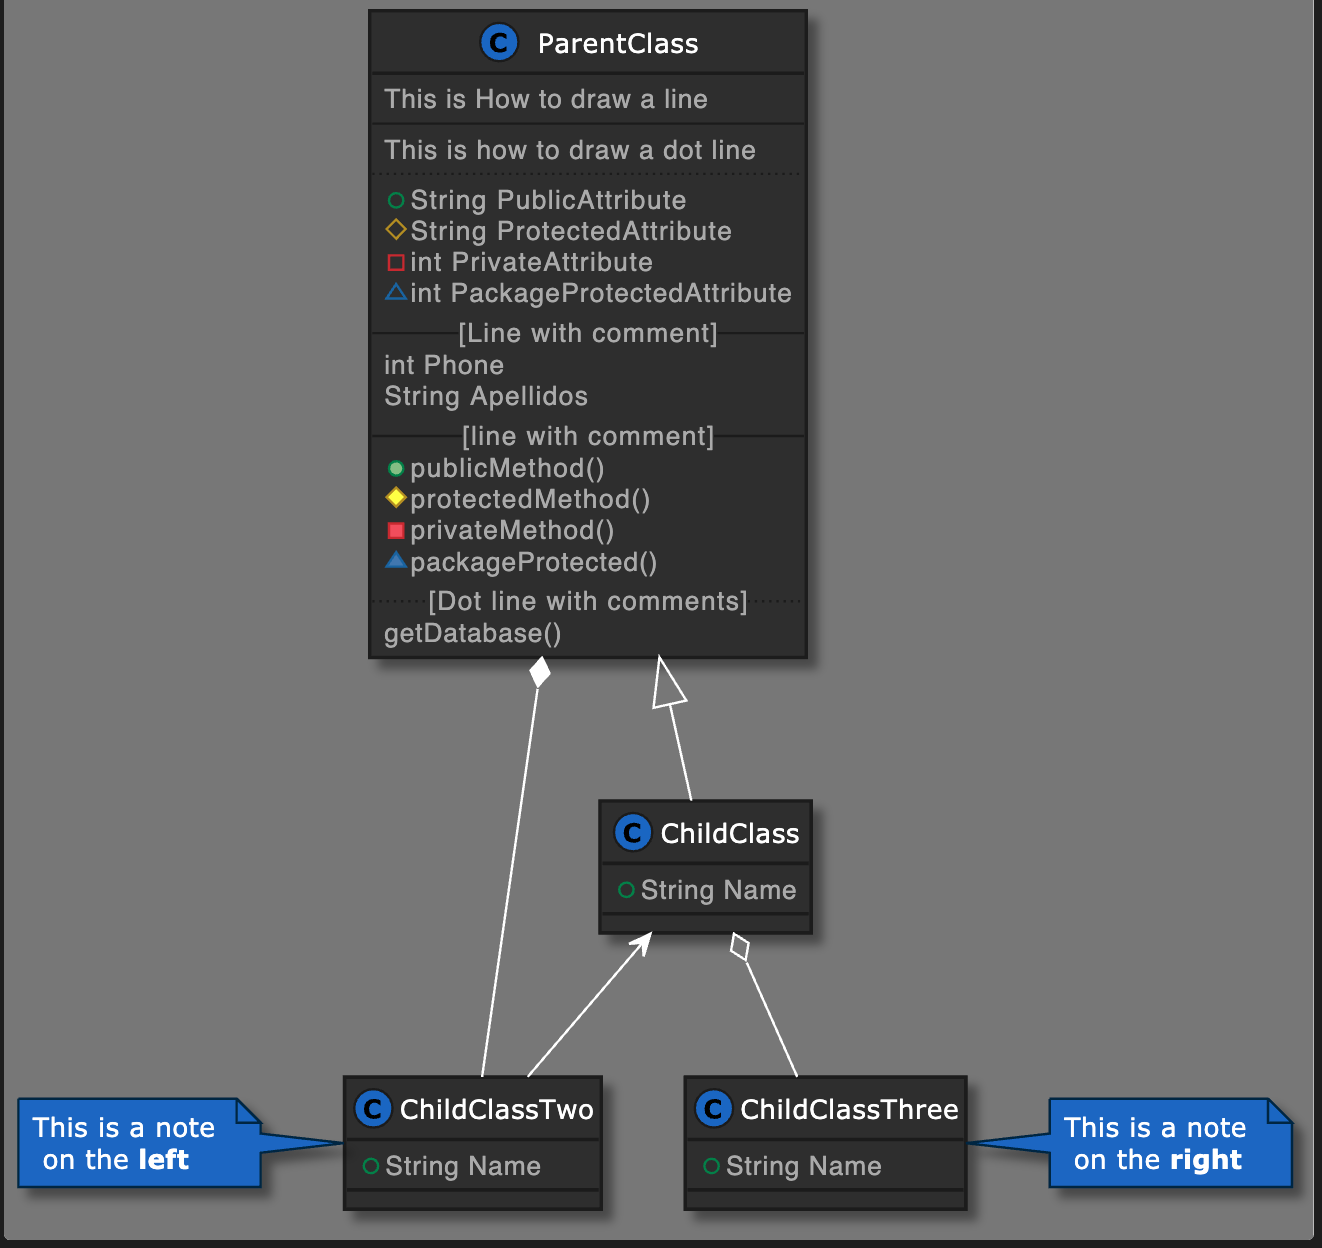 C ParentClass
This is How to draw a line
This is how to draw a dot line
String PublicAttribute
String ProtectedAttribute
int PrivateAttribute
int PackageProtectedAttribute
[Line with comment]
int Phone
String Apellidos
[line with comment]
publicMethod()
protectedMethod()
privateMethod()
packageProtected()
[Dot line with comments]
getDatabase()
C ChildClass
String Name
This is a note
on the left
C ChildClassTwo
String Name
C ChildClassThree
String Name
This is a note
on the right